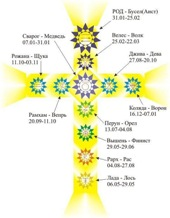 РОД - Бусел(Аист)
31.01-25.02
Велес - Волк
25.02-22.03
Сварог - Медведь
07.01-31.01
Рожана - Щука
11.10-03.11
Джива - Дева
27.08-20.10
Рамхан - Вепрь
20.09-11.10
Коляда - Ворон
16.12-07.01
Перун - Орел
13.07-04.08
Вышень - Финист
29.05-29.06
Рарх - Рас
04.08-27.08
Лада - Лось
06.05-29.05